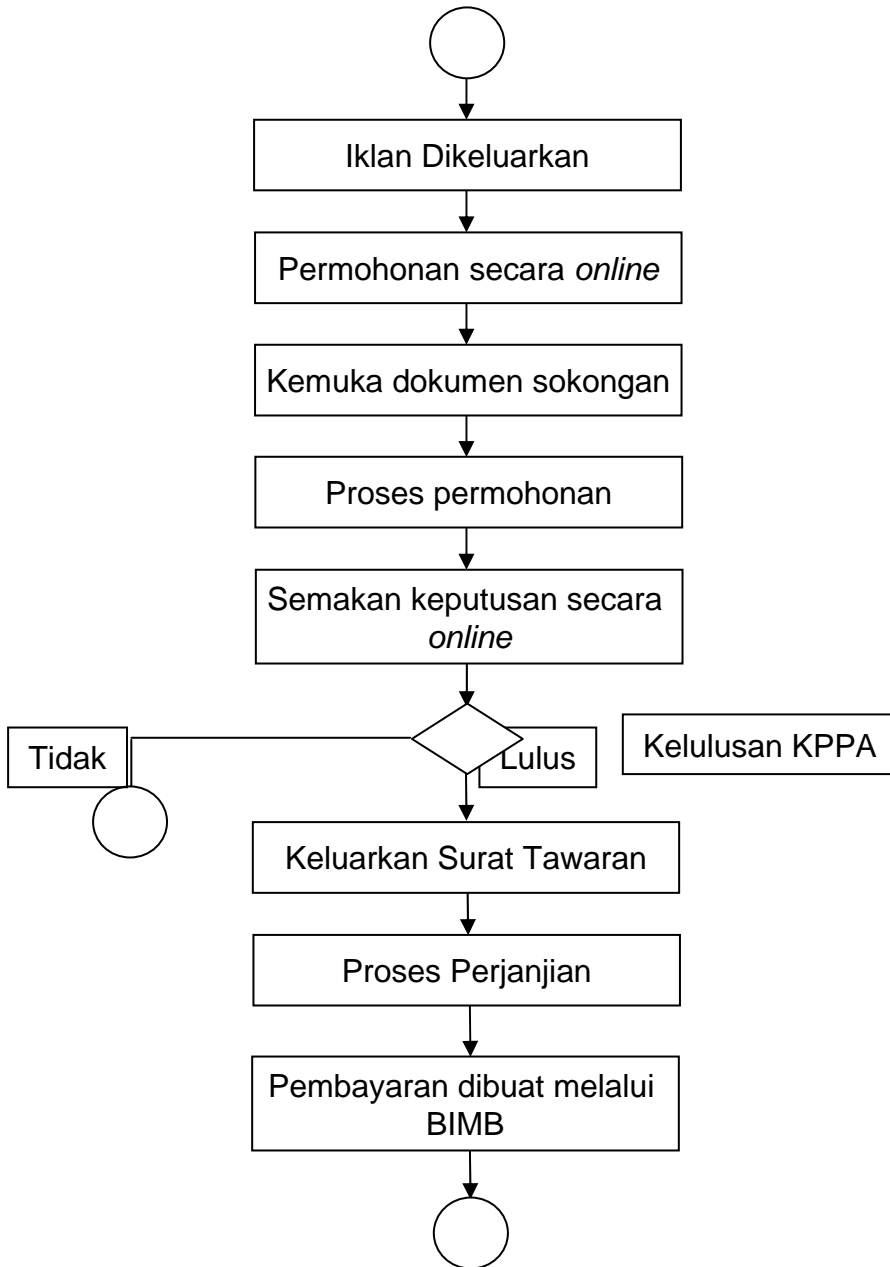 Iklan Dikeluarkan
Permohonan secara online
Kemuka dokumen sokongan
Proses permohonan
Semakan keputusan secara
online
Tidak
Lulus
Kelulusan KPPA
Keluarkan Surat Tawaran
Proses Perjanjian
Pembayaran dibuat melalui
BIMB